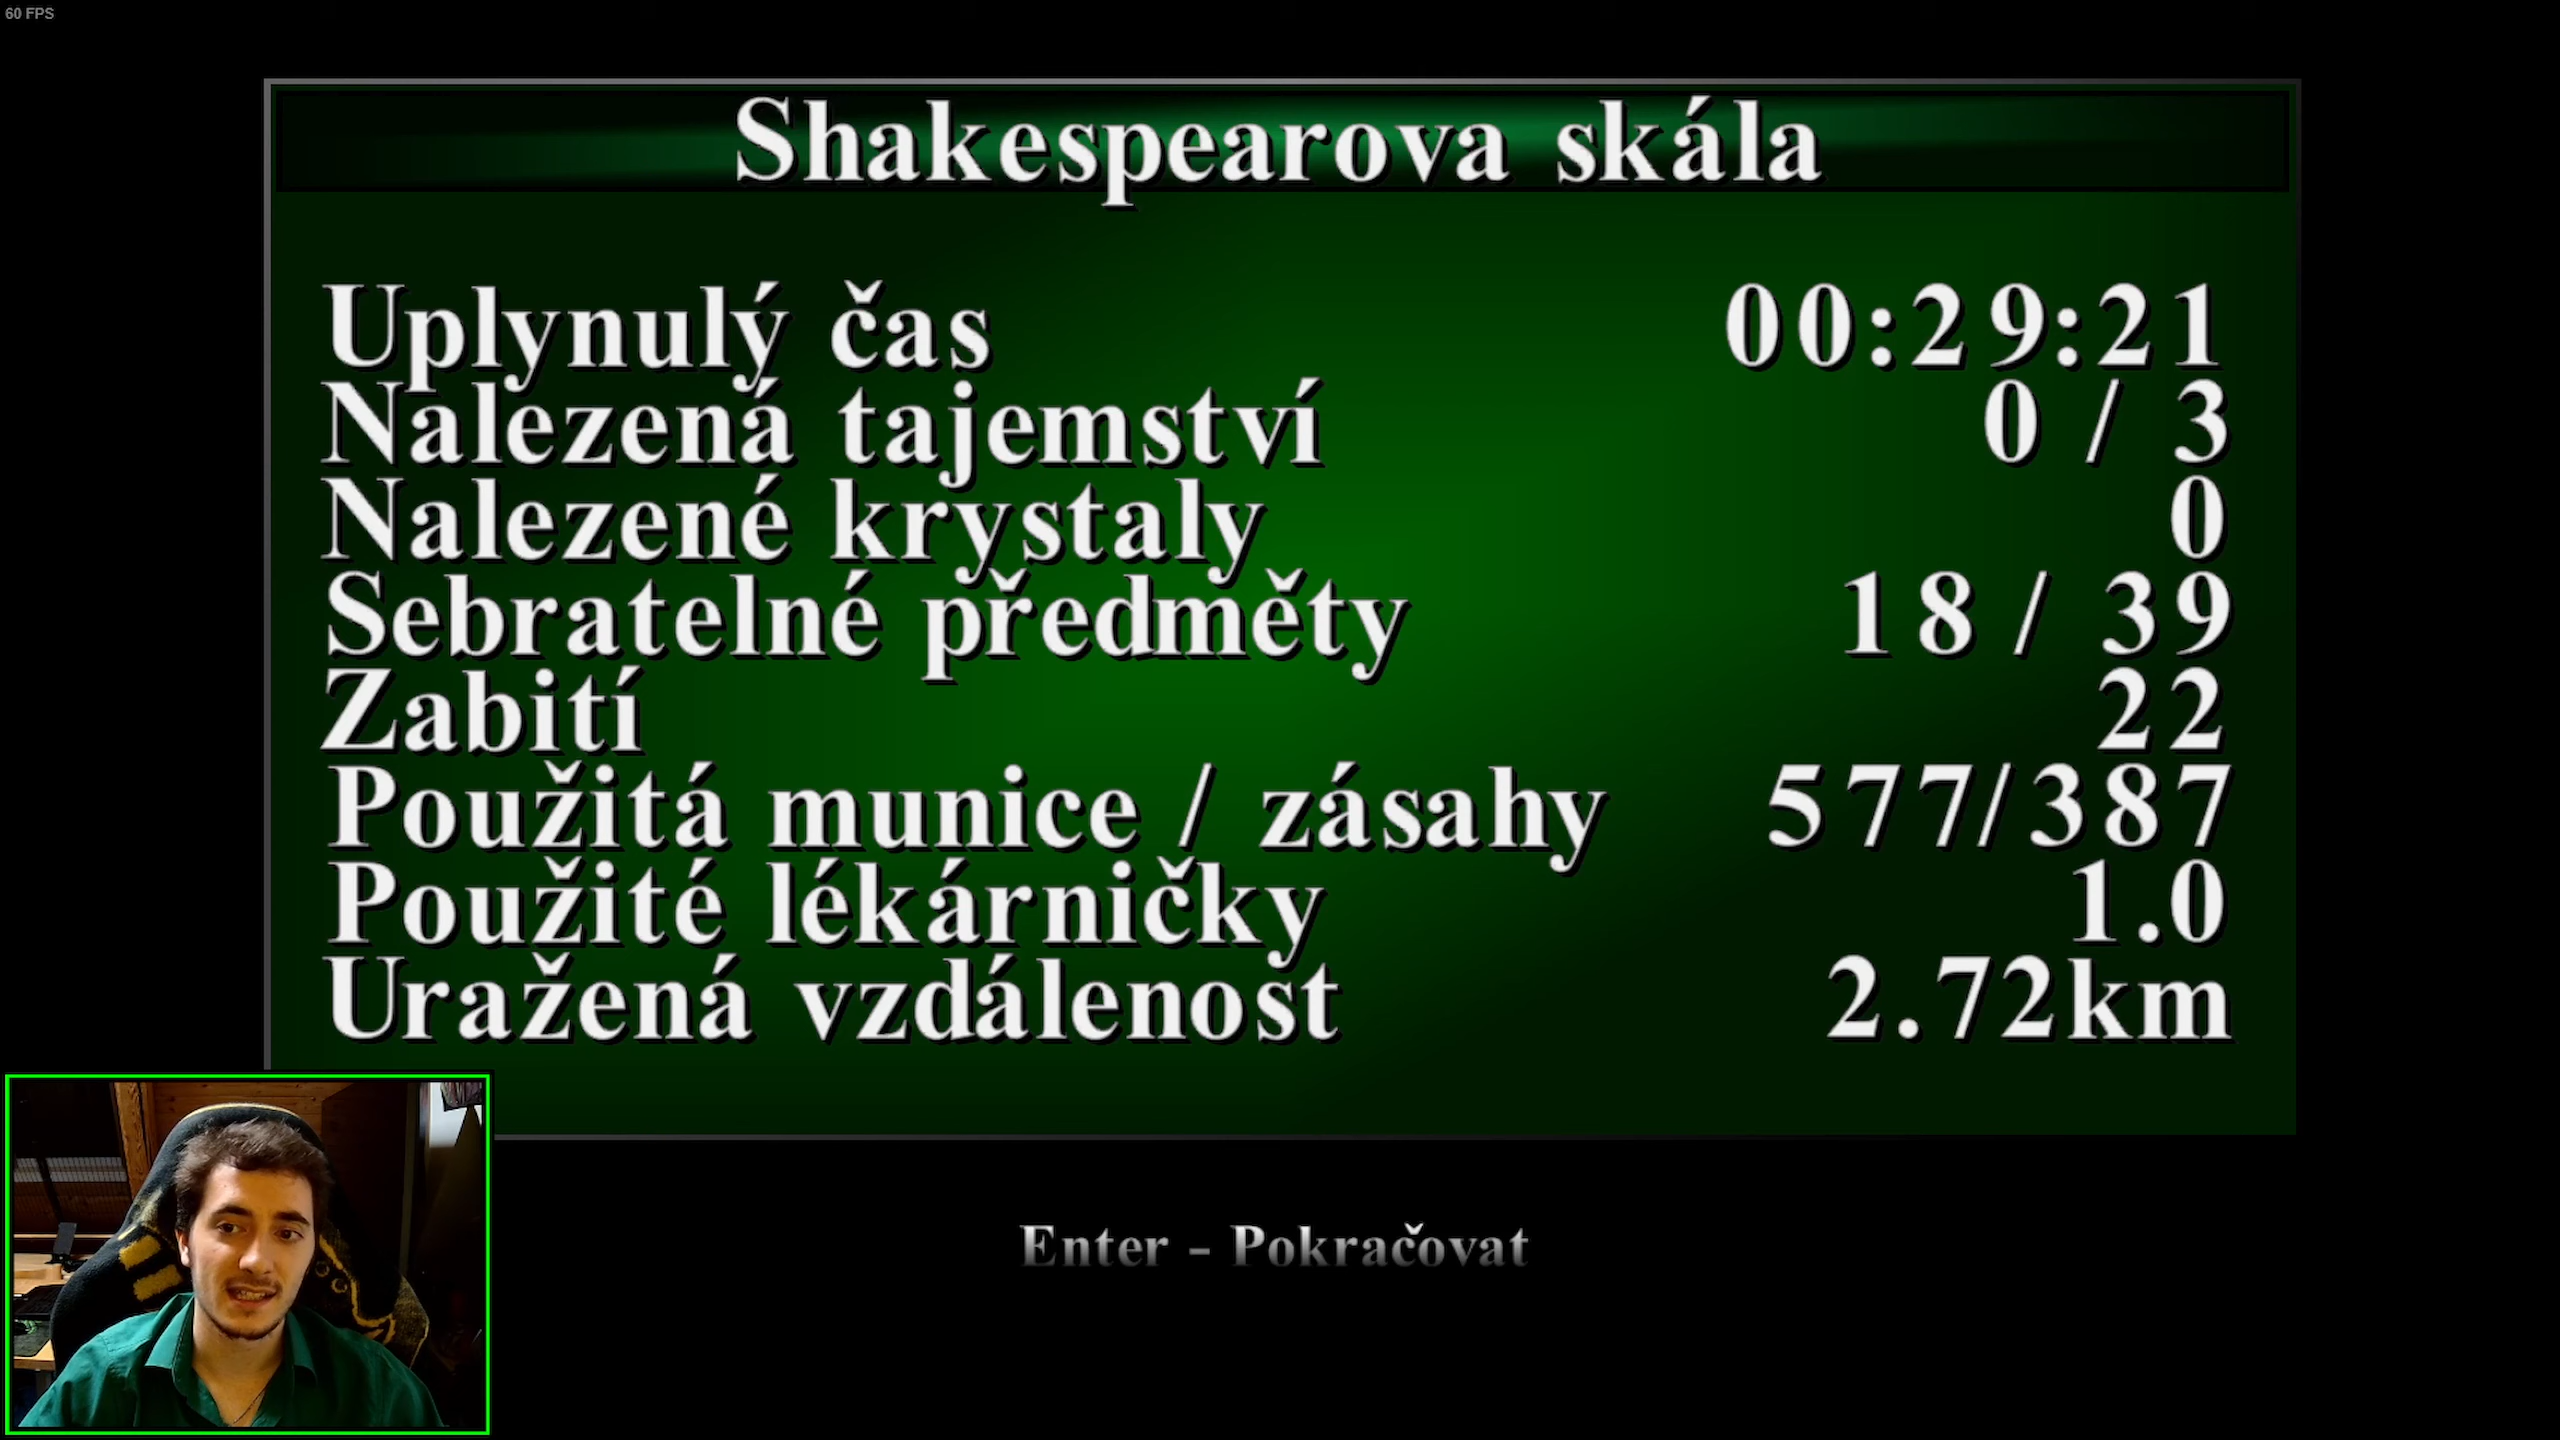 60 FPS
Shakespearova skála
Uplynulý čas 00:29:21
Nalezená tajemství 0 / 3
Nalezené krystaly 0
Sebratelné předměty 18 / 39
Zabití 22
Použitá munice / zásahy 577/387
Použité lékárničky 1.0
Uražená vzdálenost 2.72km
Enter - Pokračovat